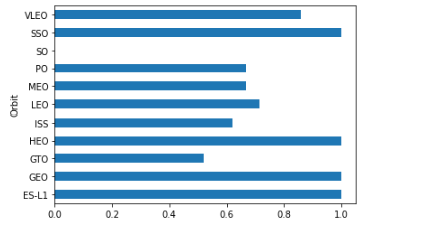 VLEO
SSO
SO
PO
MEO
LEO
ISS
HEO
GTO
GEO
ES-L1
Orbit
0.0 0.2 0.4 0.6 0.8 1.0